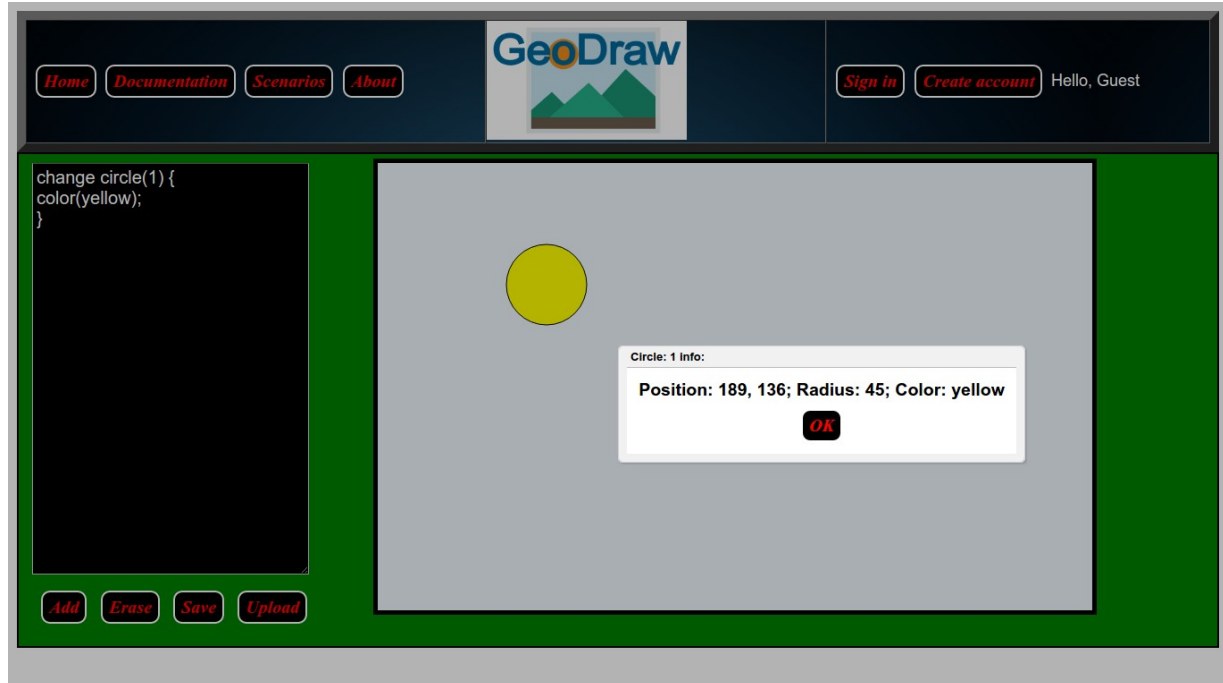 Home Documentation Scenarios About
GeoDraw
Sign in Create account Hello, Guest
change circle(1) {
color(yellow);
}
Circle: 1 info:
Position: 189, 136; Radius: 45; Color: yellow
OK
Add Erase Save Upload